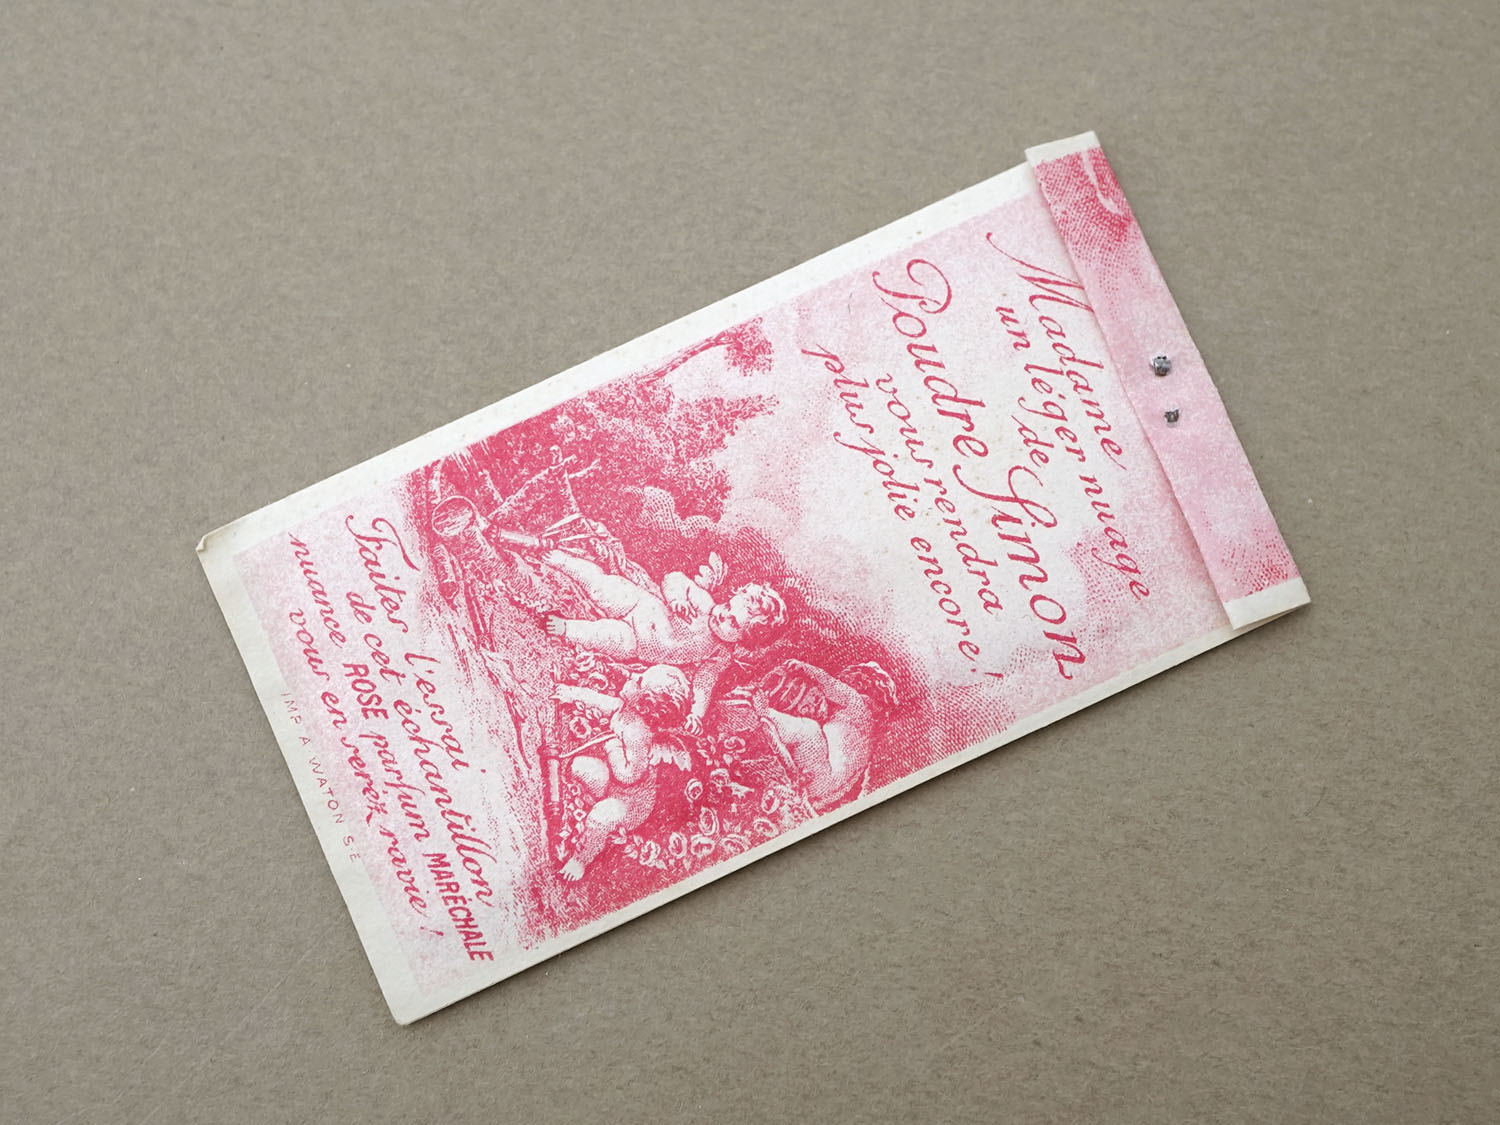 Madame
un léger nuage
de
Poudre Simon
vous rendra
plus jolie encore!
Faites l'essai
de cet échantillon
nuance ROSE parfum MARÉCHALE
vous en serez ravie!
IMP A WATON S.E